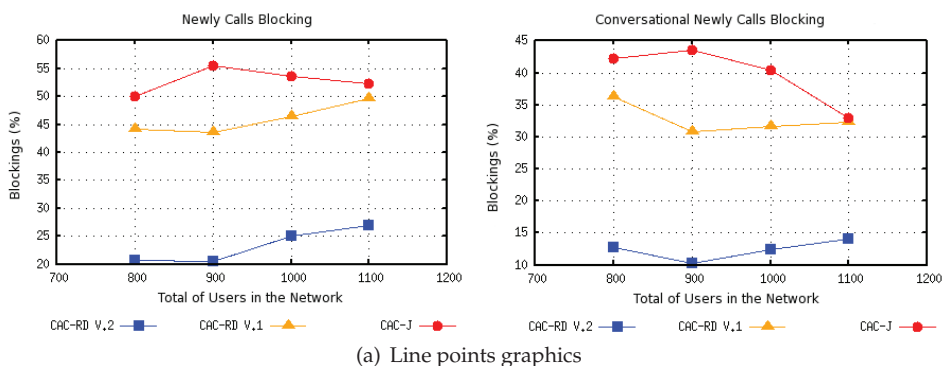 Newly Calls Blocking
60
55
50
45
40
35
30
25
20
Blockings (%)
700 800 900 1000 1100 1200
Total of Users in the Network
CAC-RD V.2 CAC-RD V.1 CAC-J
Conversational Newly Calls Blocking
45
40
35
30
25
20
15
10
Blockings (%)
700 800 900 1000 1100 1200
Total of Users in the Network
CAC-RD V.2 CAC-RD V.1 CAC-J
(a) Line points graphics